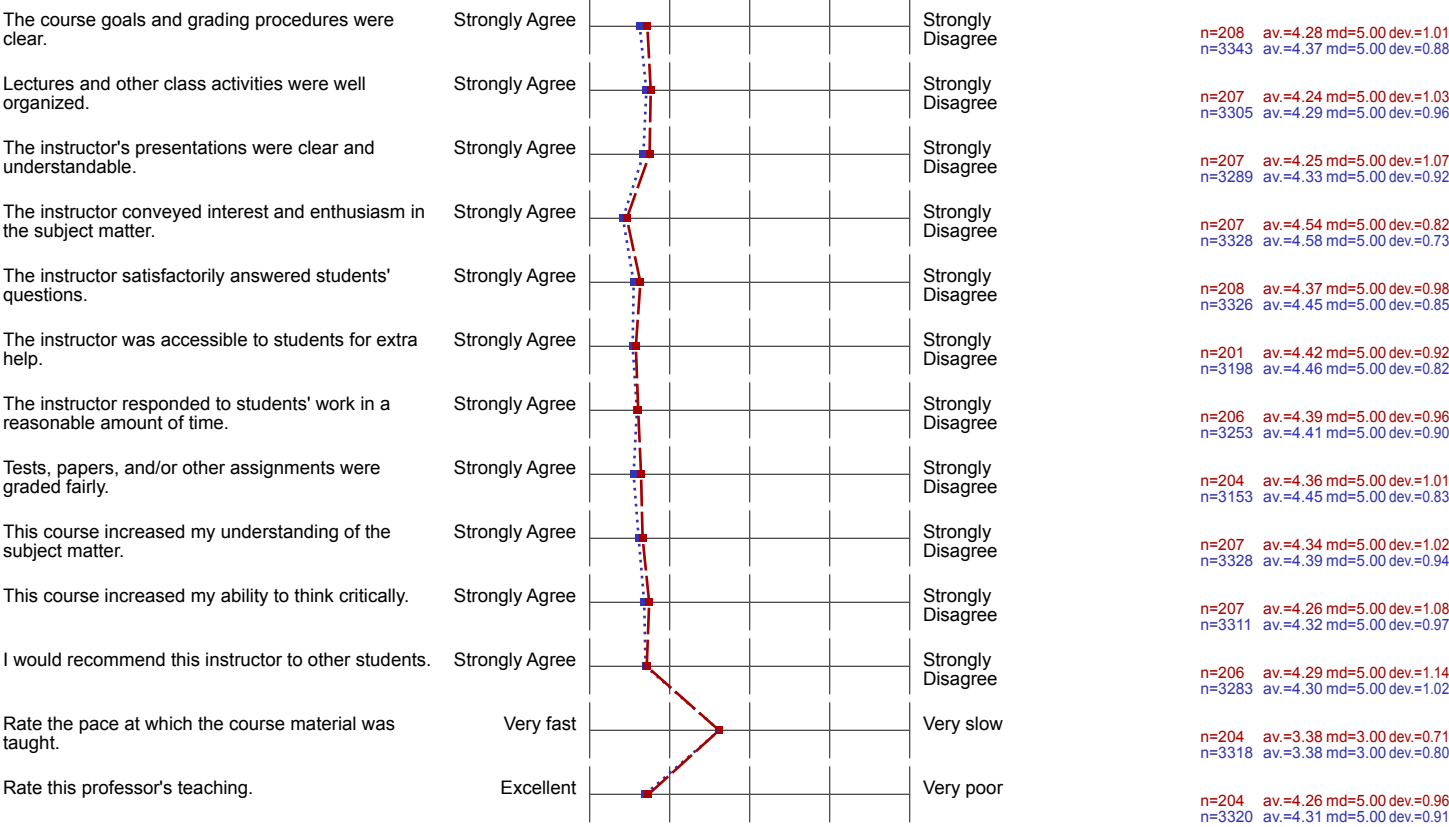 The course goals and grading procedures were
clear.
Strongly Agree
Strongly
Disagree
n=208 av.=4.28 md=5.00 dev.=1.01
n=3343 av.=4.37 md=5.00 dev.=0.88
Lectures and other class activities were well
organized.
Strongly Agree
Strongly
Disagree
n=207 av.=4.24 md=5.00 dev.=1.03
n=3305 av.=4.29 md=5.00 dev.=0.96
The instructor's presentations were clear and
understandable.
Strongly Agree
Strongly
Disagree
n=207 av.=4.25 md=5.00 dev.=1.07
n=3289 av.=4.33 md=5.00 dev.=0.92
The instructor conveyed interest and enthusiasm in
the subject matter.
Strongly Agree
Strongly
Disagree
n=207 av.=4.54 md=5.00 dev.=0.82
n=3328 av.=4.58 md=5.00 dev.=0.73
The instructor satisfactorily answered students'
questions.
Strongly Agree
Strongly
Disagree
n=208 av.=4.37 md=5.00 dev.=0.98
n=3326 av.=4.45 md=5.00 dev.=0.85
The instructor was accessible to students for extra
help.
Strongly Agree
Strongly
Disagree
n=201 av.=4.42 md=5.00 dev.=0.92
n=3198 av.=4.46 md=5.00 dev.=0.82
The instructor responded to students' work in a
reasonable amount of time.
Strongly Agree
Strongly
Disagree
n=206 av.=4.39 md=5.00 dev.=0.96
n=3253 av.=4.41 md=5.00 dev.=0.90
Tests, papers, and/or other assignments were
graded fairly.
Strongly Agree
Strongly
Disagree
n=204 av.=4.36 md=5.00 dev.=1.01
n=3153 av.=4.45 md=5.00 dev.=0.83
This course increased my understanding of the
subject matter.
Strongly Agree
Strongly
Disagree
n=207 av.=4.34 md=5.00 dev.=1.02
n=3328 av.=4.39 md=5.00 dev.=0.94
This course increased my ability to think critically.
Strongly Agree
Strongly
Disagree
n=207 av.=4.26 md=5.00 dev.=1.08
n=3311 av.=4.32 md=5.00 dev.=0.97
I would recommend this instructor to other students.
Strongly Agree
Strongly
Disagree
n=206 av.=4.29 md=5.00 dev.=1.14
n=3283 av.=4.30 md=5.00 dev.=1.02
Rate the pace at which the course material was
taught.
Very fast
Very slow
n=204 av.=3.38 md=3.00 dev.=0.71
n=3318 av.=3.38 md=3.00 dev.=0.80
Rate this professor's teaching.
Excellent
Very poor
n=204 av.=4.26 md=5.00 dev.=0.96
n=3320 av.=4.31 md=5.00 dev.=0.91